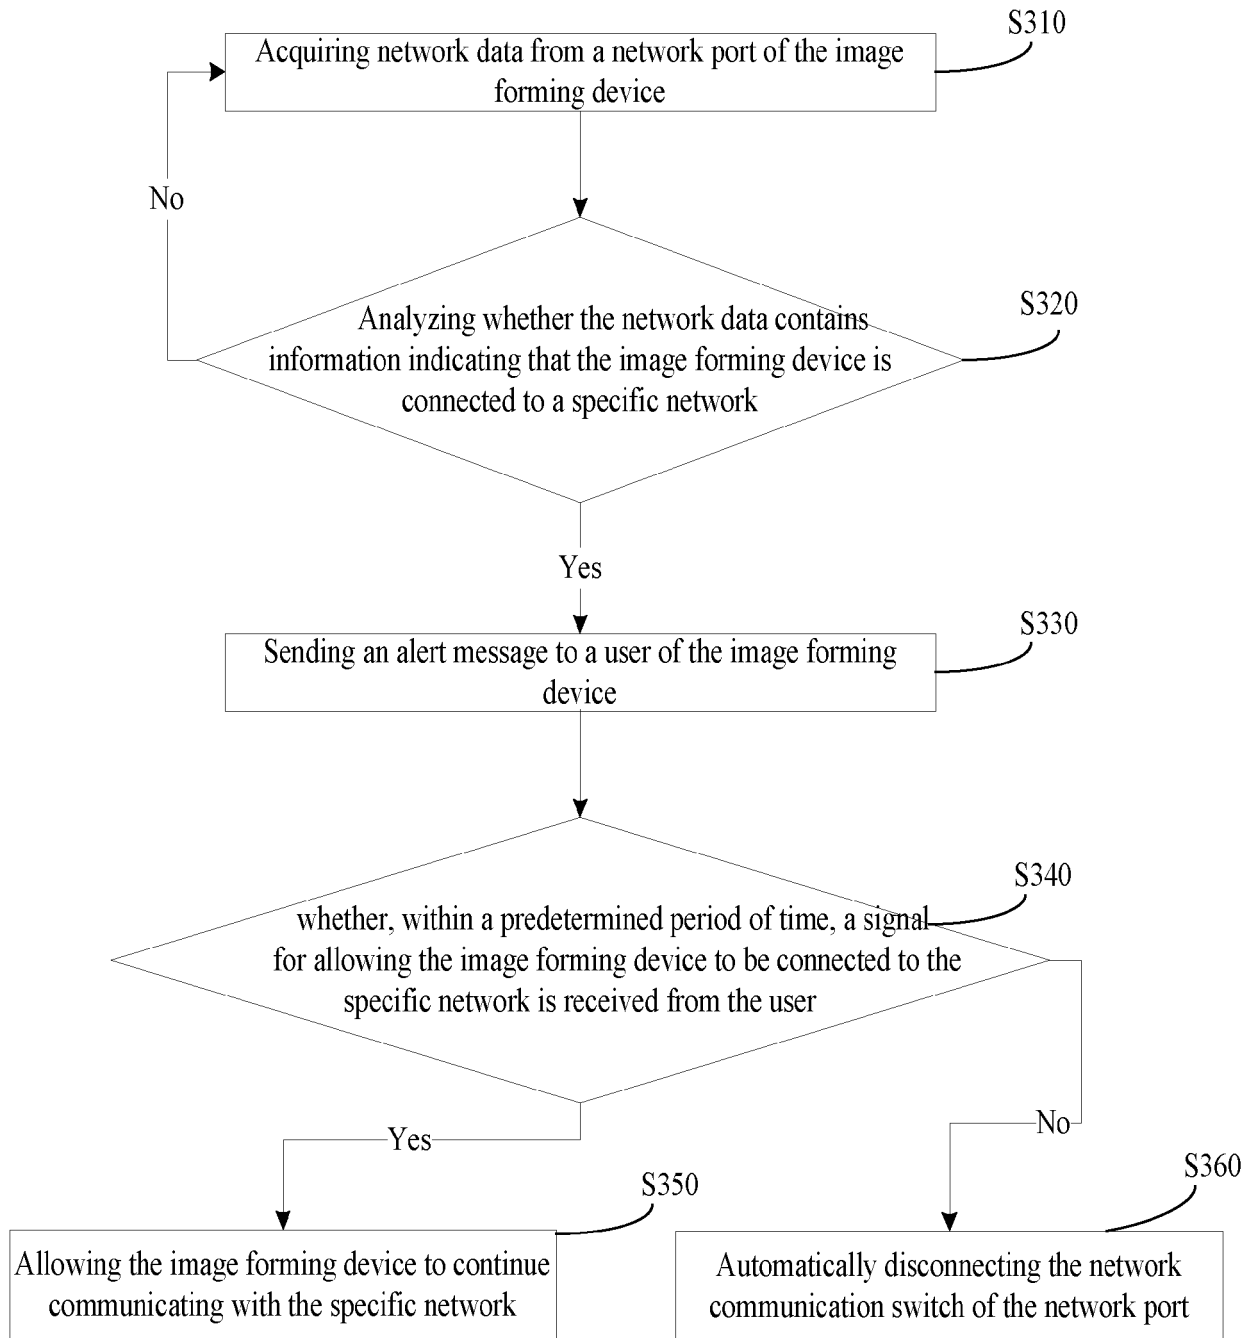 S310
Acquiring network data from a network port of the image
forming device
No
S320
Analyzing whether the network data contains
information indicating that the image forming device is
connected to a specific network
Yes
S330
Sending an alert message to a user of the image forming
device
S340
whether, within a predetermined period of time, a signal
for allowing the image forming device to be connected to the
specific network is received from the user
Yes
No
S350
S360
Allowing the image forming device to continue
communicating with the specific network
Automatically disconnecting the network
communication switch of the network port